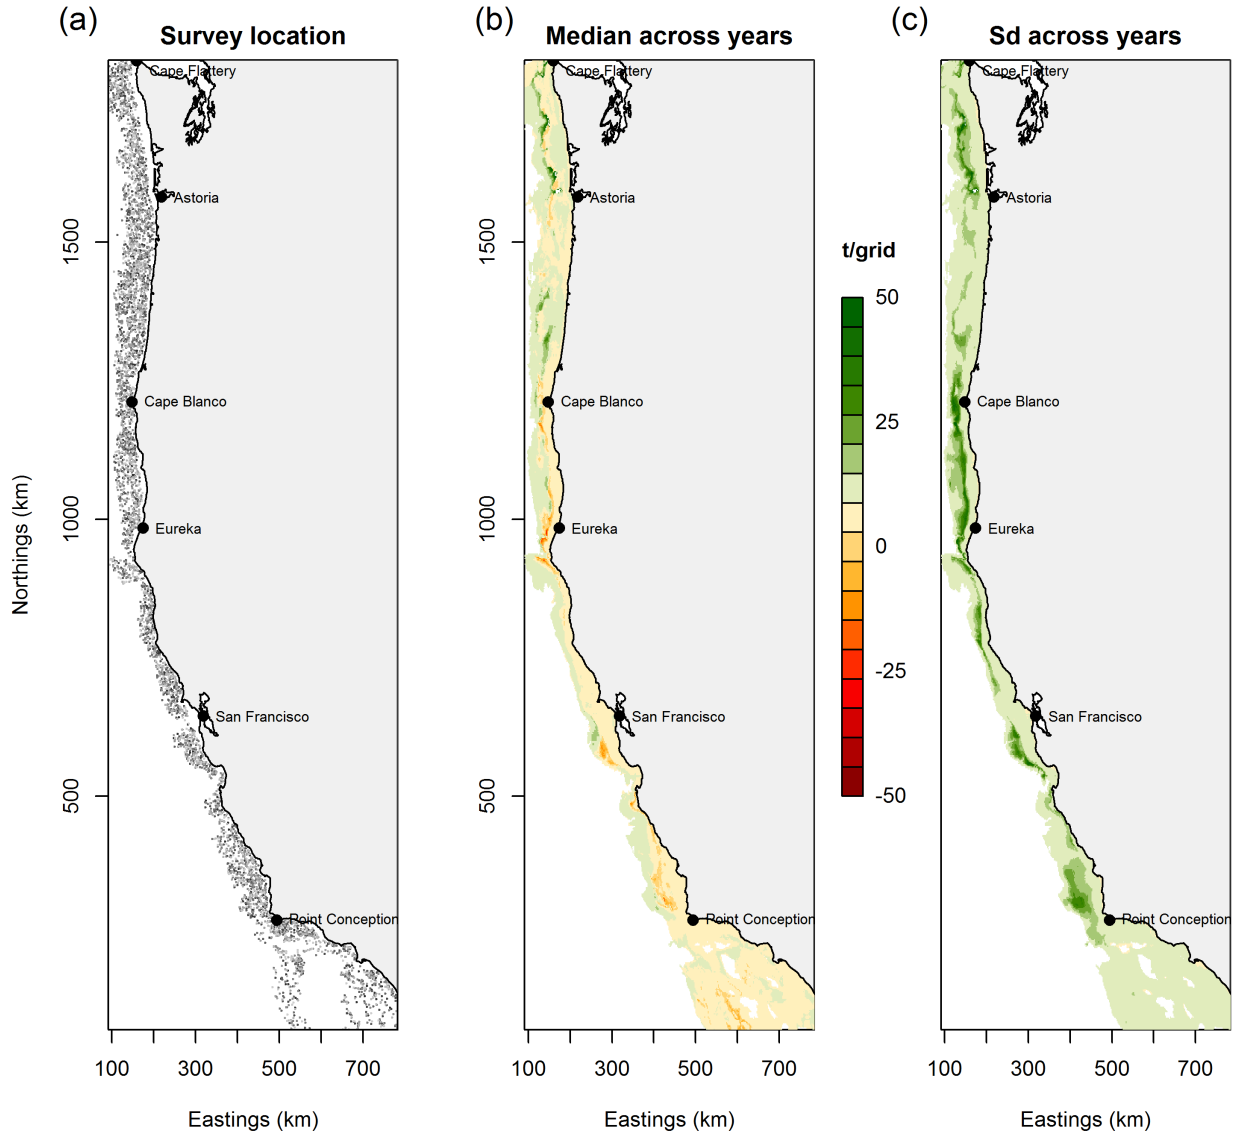 (a)
Survey location
(b)
Median across years
(c)
Sd across years
Cape Flattery
Astoria
Cape Blanco
Eureka
San Francisco
Point Conception
Cape Flattery
Astoria
Cape Blanco
Eureka
San Francisco
Point Conception
Cape Flattery
Astoria
Cape Blanco
Eureka
San Francisco
Point Conception
t/grid
50
25
0
-25
-50
Northings (km)
1500
1000
500
1500
1000
500
100 300 500 700
100 300 500 700
100 300 500 700
Eastings (km)
Eastings (km)
Eastings (km)